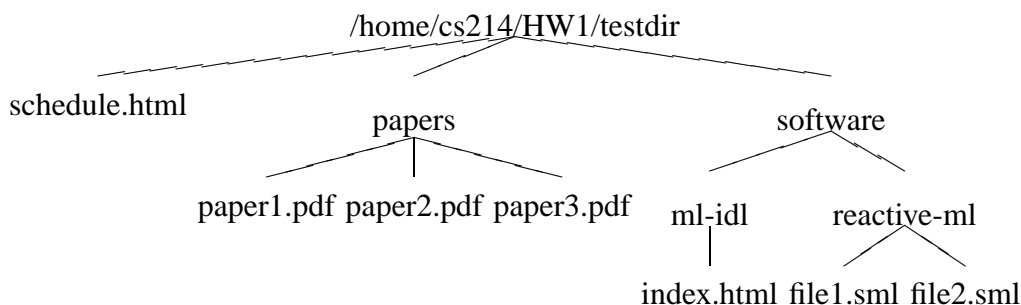 /home/cs214/HW1/testdir
schedule.html
papers
software
paper1.pdf paper2.pdf paper3.pdf
ml-idl
reactive-ml
index.html file1.sml file2.sml